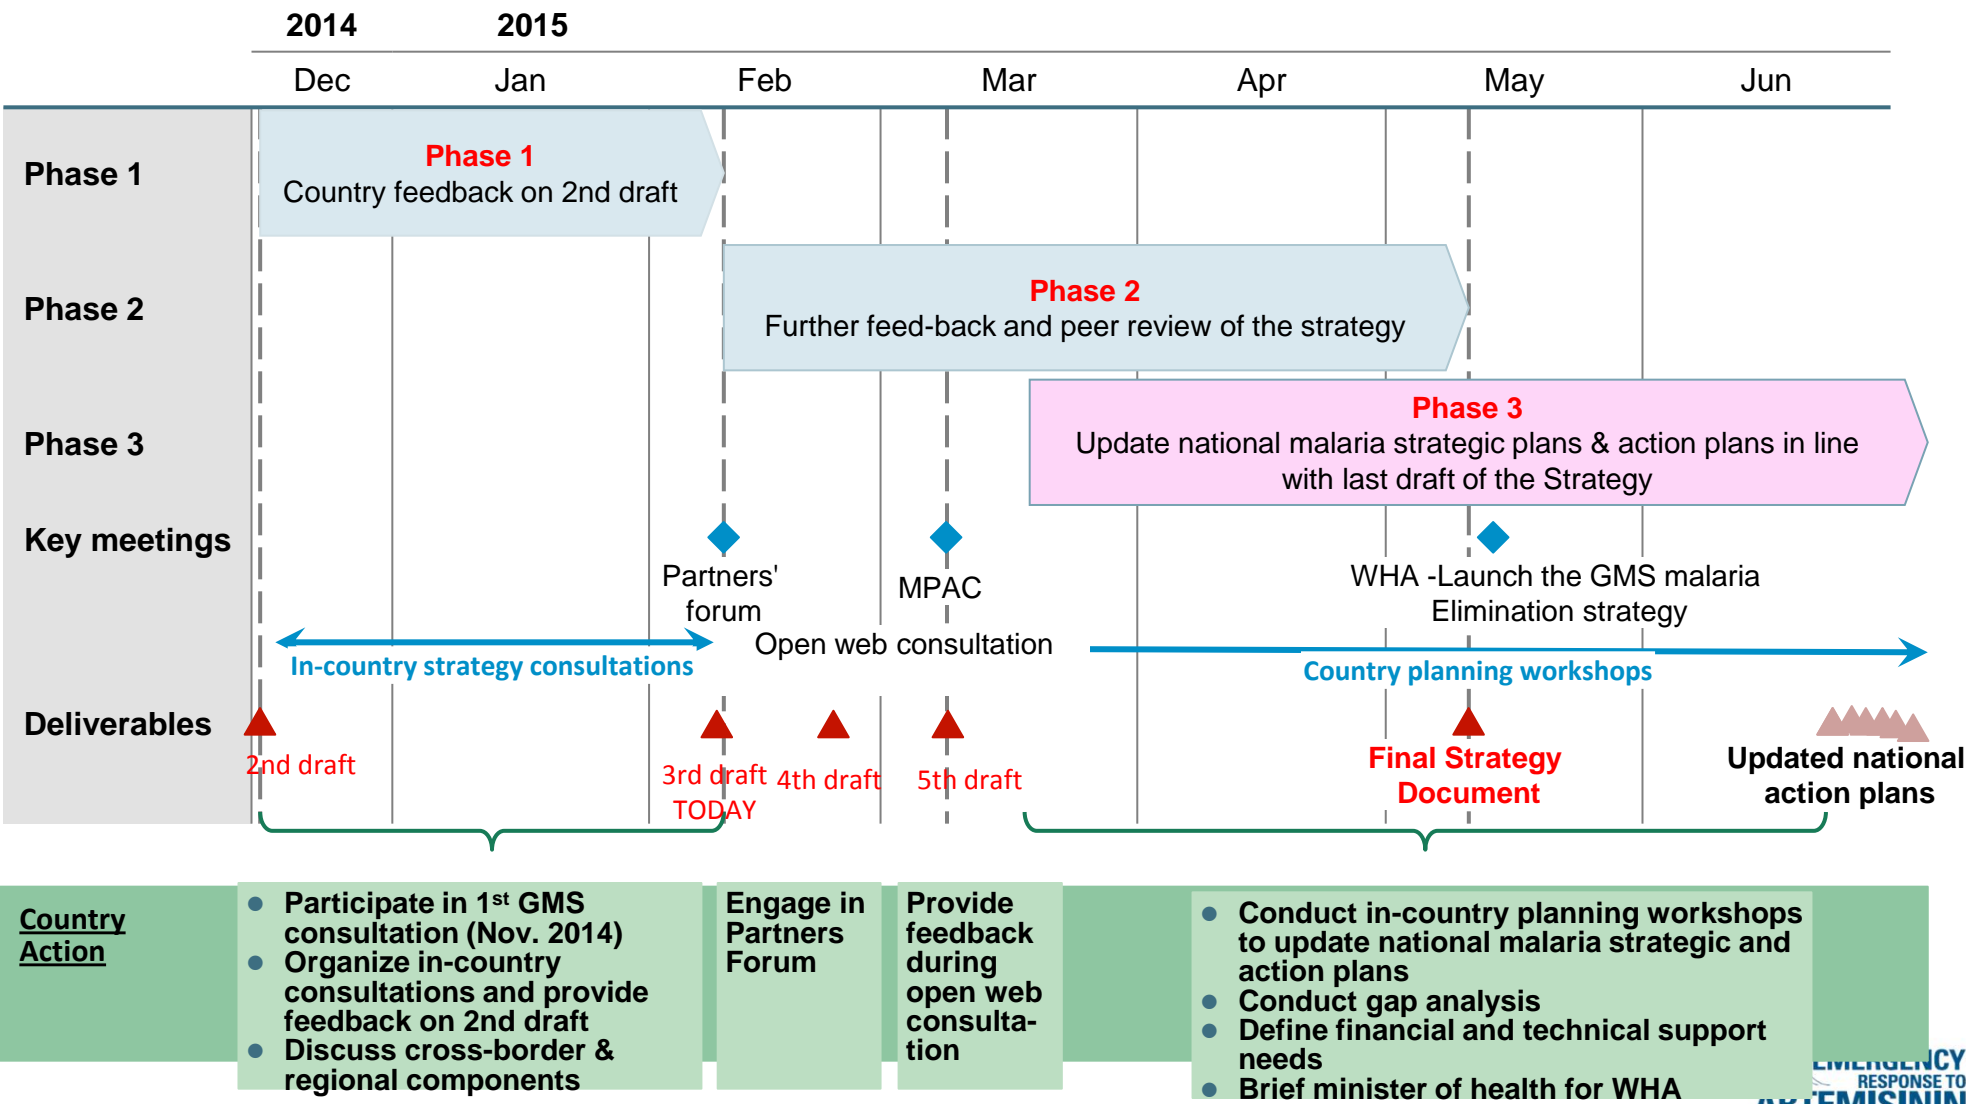 2014 2015
Dec Jan Feb Mar Apr May Jun
Phase 1
Phase 1
Country feedback on 2nd draft
Phase 2
Phase 2
Further feed-back and peer review of the strategy
Phase 3
Phase 3
Update national malaria strategic plans & action plans in line
with last draft of the Strategy
Key meetings
Partners'
forum
MPAC
WHA -Launch the GMS malaria
Elimination strategy
Open web consultation
In-country strategy consultations
Country planning workshops
Deliverables
2nd draft
3rd draft
TODAY
4th draft
5th draft
Final Strategy
Document
Updated national
action plans
Country
Action
Participate in 1st GMS
consultation (Nov. 2014)
Organize in-country
consultations and provide
feedback on 2nd draft
Discuss cross-border &
regional components
Engage in
Partners
Forum
Provide
feedback
during
open web
consulta-
tion
Conduct in-country planning workshops
to update national malaria strategic and
action plans
Conduct gap analysis
Define financial and technical support
needs
Brief minister of health for WHA
EMERGENCY
RESPONSE TO
ARTEMISININ